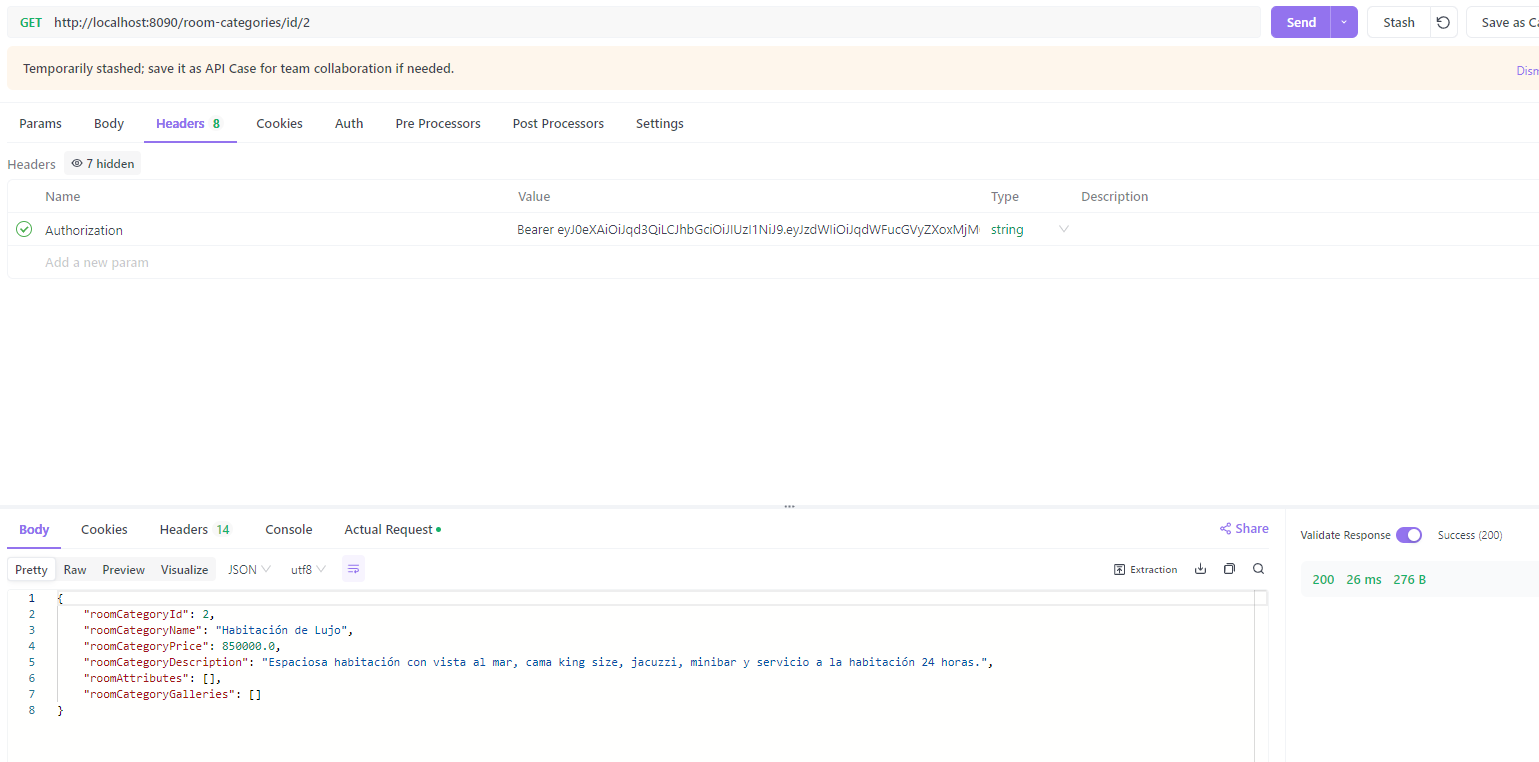 GET http://localhost:8090/room-categories/id/2 Send Stash Save as Ca
Temporarily stashed; save it as API Case for team collaboration if needed. Dism
Params Body Headers 8 Cookies Auth Pre Processors Post Processors Settings
Headers 7 hidden
Name Value Type Description
Authorization Bearer eyJ0eXAiOiJqd3QiLCJhbGciOiJIUzI1NiJ9.eyJzdWIiOiJqdWFucGVyZXoxMjM string
Add a new param
Body Cookies Headers 14 Console Actual Request Share
Validate Response Success (200)
Pretty Raw Preview Visualize JSON utf8 Extraction
200 26 ms 276 B
1 {
2 "roomCategoryId": 2,
3 "roomCategoryName": "Habitación de Lujo",
4 "roomCategoryPrice": 850000.0,
5 "roomCategoryDescription": "Espaciosa habitación con vista al mar, cama king size, jacuzzi, minibar y servicio a la habitación 24 horas.",
6 "roomAttributes": [],
7 "roomCategoryGalleries": []
8 }